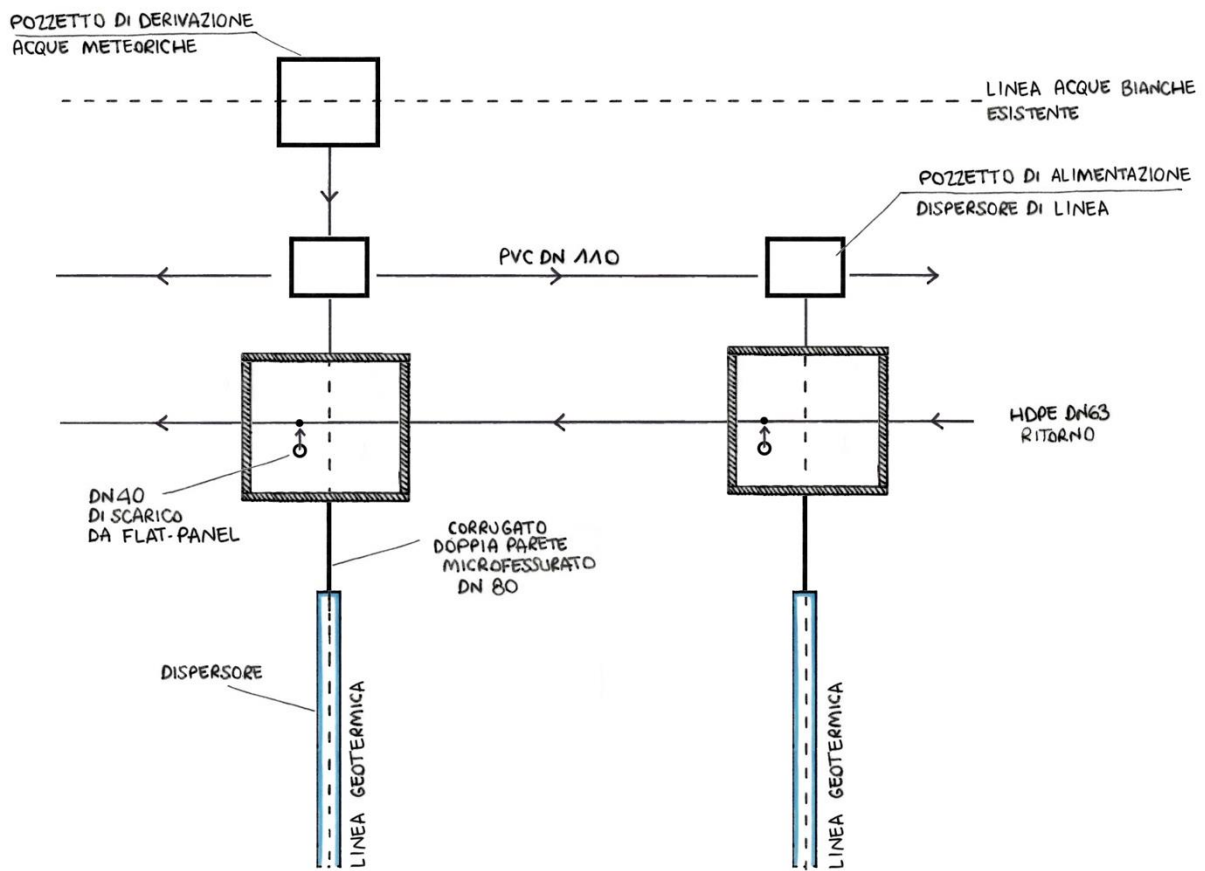 POZZETTO DI DERIVAZIONE
ACQUE METEORICHE
LINEA ACQUE BIANCHE
ESISTENTE
POZZETTO DI ALIMENTAZIONE
DISPERSORE DI LINEA
PVC DN 110
HDPE DN63
RITORNO
DN40
DI SCARICO
DA FLAT-PANEL
CORRUGATO
DOPPIA PARETE
MICROFESSURATO
DN 80
DISPERSORE
LINEA GEOTERMICA
LINEA GEOTERMICA